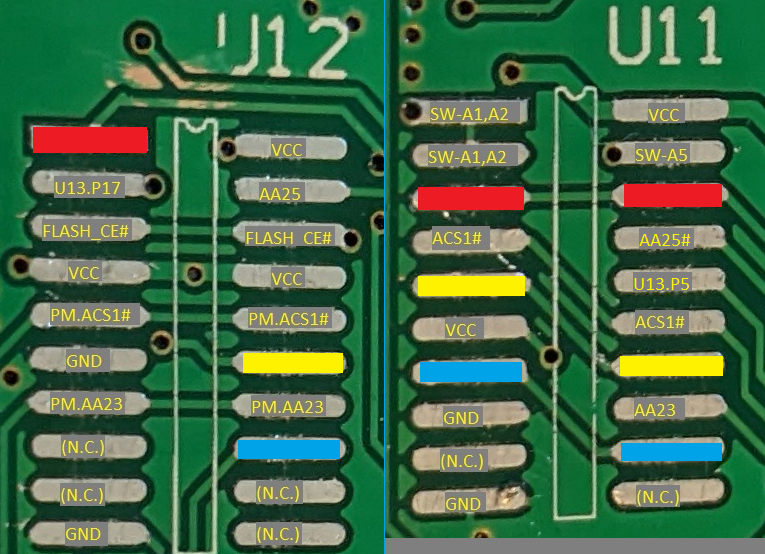 U12
VCC
U13.P17 AA25
FLASH_CE# FLASH_CE#
VCC VCC
PM.ACS1# PM.ACS1#
GND
PM.AA23 PM.AA23
(N.C.)
(N.C.) (N.C.)
GND (N.C.)
U11
SW-A1,A2 VCC
SW-A1,A2 SW-A5
ACS1# AA25#
U13.P5
VCC ACS1#
GND AA23
(N.C.)
GND (N.C.)